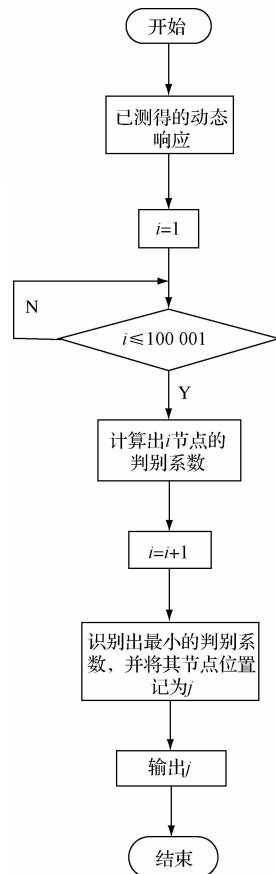 开始
已测得的动态
响应
i=1
N
i≤100 001
Y
计算出i节点的
判别系数
i=i+1
识别出最小的判别系
数，并将其节点位置
记为j
输出j
结束